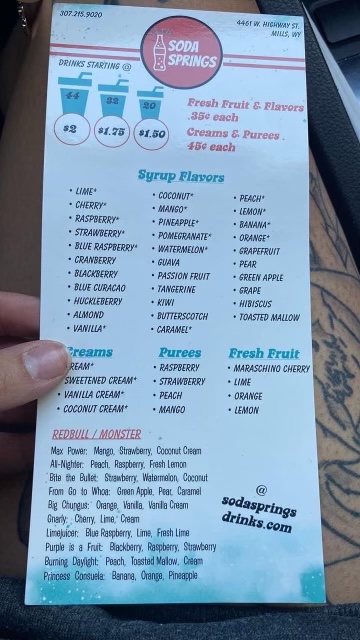 307.215.9020
4461 W. HIGHWAY ST.
MILLS, WY
SODA
SPRINGS
DRINKS STARTING @
44
32
20
$2
$1.75
$1.50
Fresh Fruit & Flavors
.35¢ each
Creams & Purees .
45¢ each
Syrup Flavors
• LIME*
• CHERRY*
• RASPBERRY*
• STRAWBERRY*
• BLUE RASPBERRY*
• CRANBERRY
• BLACKBERRY
• BLUE CURACAO
• HUCKLEBERRY
• ALMOND
• VANILLA*
• COCONUT*
• MANGO*
• PINEAPPLE*
• POMEGRANATE*
• WATERMELON*
• GUAVA
• PASSION FRUIT
• TANGERINE
• KIWI
• BUTTERSCOTCH
• CARAMEL*
• PEACH*
• LEMON*
• BANANA*
• ORANGE*
• GRAPEFRUIT
• PEAR
• GREEN APPLE
• GRAPE
• HIBISCUS
• TOASTED MALLOW
Creams
REAM*
SWEETENED CREAM*
• VANILLA CREAM*
• COCONUT CREAM*
Purees
• RASPBERRY
• STRAWBERRY
• PEACH
• MANGO
Fresh Fruit
• MARASCHINO CHERRY
• LIME
• ORANGE
• LEMON
REDBULL / MONSTER
Max Power: Mango, Strawberry, Coconut Cream
All-Nighter: Peach, Raspberry, Fresh Lemon
Bite the Bullet: Strawberry, Watermelon, Coconut
From Go to Whoa: Green Apple, Pear, Caramel
Big Chungus: Orange, Vanilla, Vanilla Cream
Gnarly: Cherry, Lime, Cream
Limejuicer: Blue Raspberry, Lime, Fresh Lime
Purple is a Fruit: Blackberry, Raspberry, Strawberry
Burning Daylight: Peach, Toasted Mallow, Cream
Princess Consuela: Banana, Orange, Pineapple
@
sodasprings
drinks.com